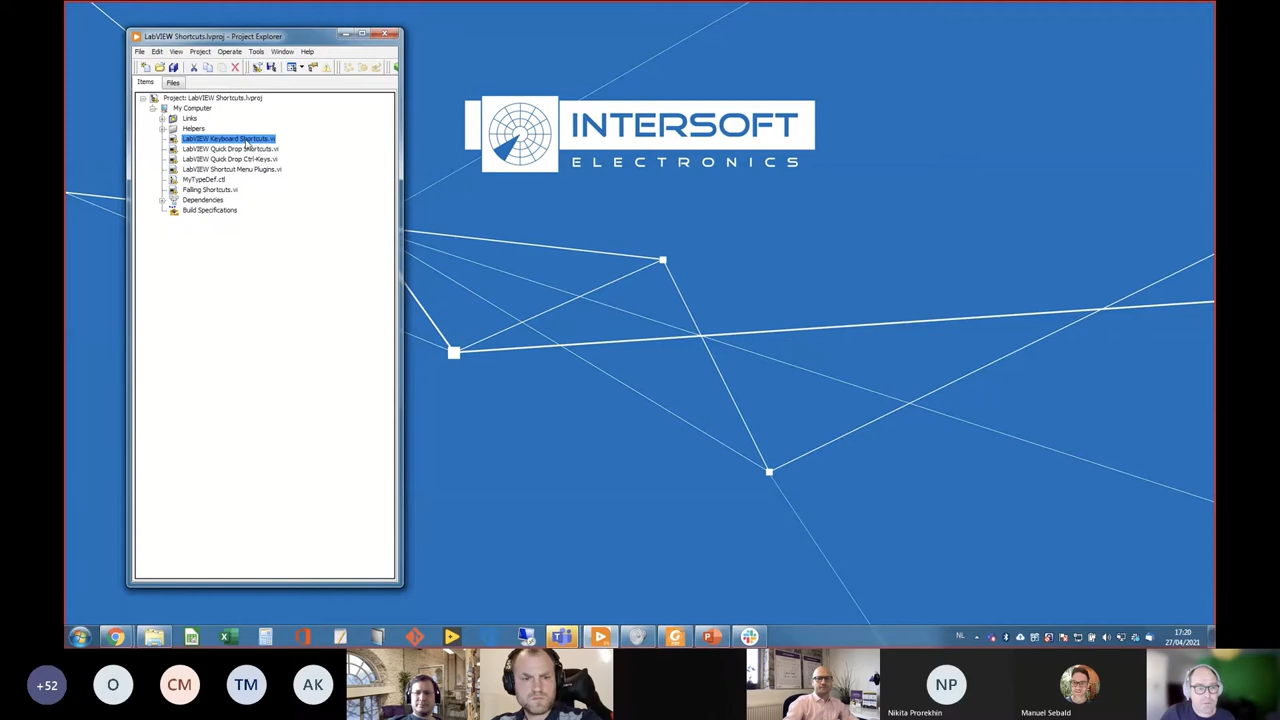 LabVIEW Shortcuts.lvproj - Project Explorer
File Edit View Project Operate Tools Window Help
Items Files
Project: LabVIEW Shortcuts.lvproj
My Computer
Links
Helpers
LabVIEW Keyboard Shortcuts.vi
LabVIEW Quick Drop Shortcuts.vi
LabVIEW Quick Drop Ctrl-Keys.vi
LabVIEW Shortcut Menu Plugins.vi
MyTypeDef.ctl
Falling Shortcuts.vi
Dependencies
Build Specifications
INTERSOFT
ELECTRONICS
NL
17:20
27/04/2021
+52
O
CM
TM
AK
NP
Nikita Prorekhin
Manuel Sebald